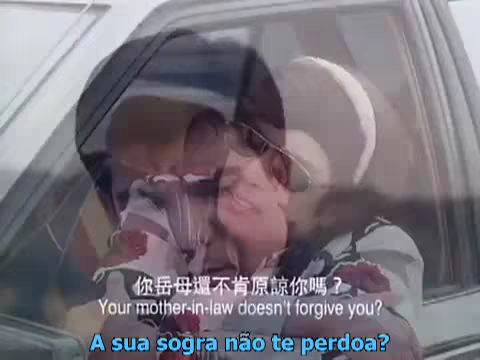 你岳母還不肯原諒你嗎？
Your mother-in-law doesn't forgive you?
A sua sogra não te perdoa?